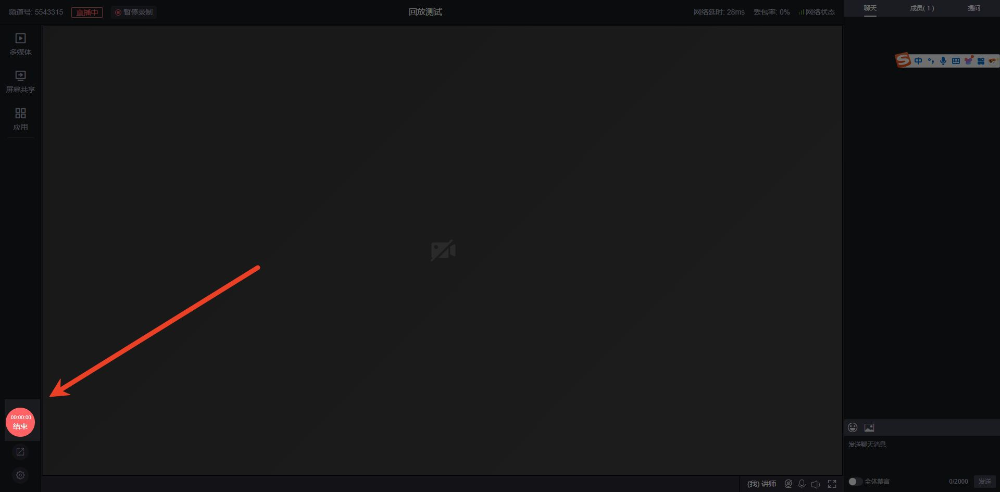 频道号: 5543315
直播中
暂停录制
回放测试
网络延时: 28ms
丢包率: 0%
网络状态
聊天
成员( 1 )
提问
多媒体
屏幕共享
应用
S
中
00:00:00
结束
发送聊天消息
(我) 讲师
全体禁言
0/2000
发送